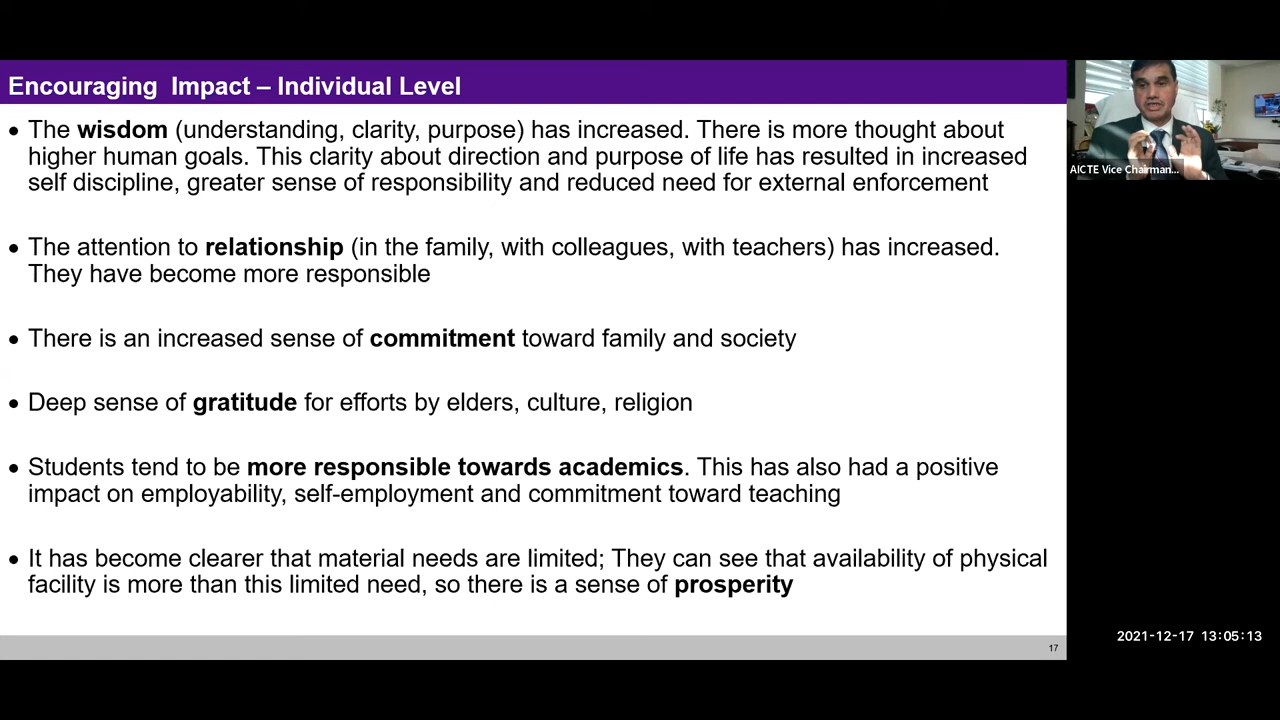 Encouraging Impact – Individual Level
• The wisdom (understanding, clarity, purpose) has increased. There is more thought about
higher human goals. This clarity about direction and purpose of life has resulted in increased
self discipline, greater sense of responsibility and reduced need for external enforcement
• The attention to relationship (in the family, with colleagues, with teachers) has increased.
They have become more responsible
• There is an increased sense of commitment toward family and society
• Deep sense of gratitude for efforts by elders, culture, religion
• Students tend to be more responsible towards academics. This has also had a positive
impact on employability, self-employment and commitment toward teaching
• It has become clearer that material needs are limited; They can see that availability of physical
facility is more than this limited need, so there is a sense of prosperity
17
AICTE Vice Chairman...
2021-12-17 13:05:13